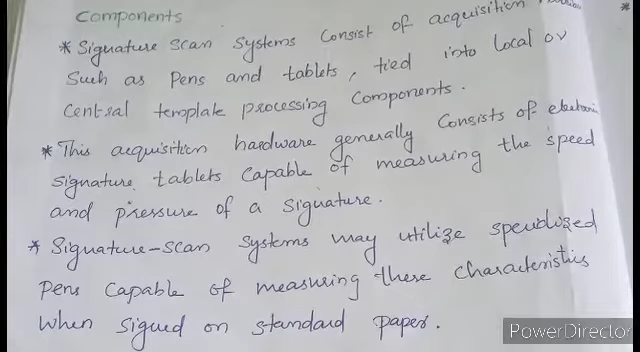 Components
* Signature scan systems consist of acquisition
Such as Pens and tablets, tied into local or
Central template processing Components.
* This acquisition hardware generally Consists of
signature tablets Capable of measuring the speed
and pressure of a signature.
* Signature-scan systems may utilize
Pens Capable of measuring these characteristics
when signed on standard paper.
PowerDirector